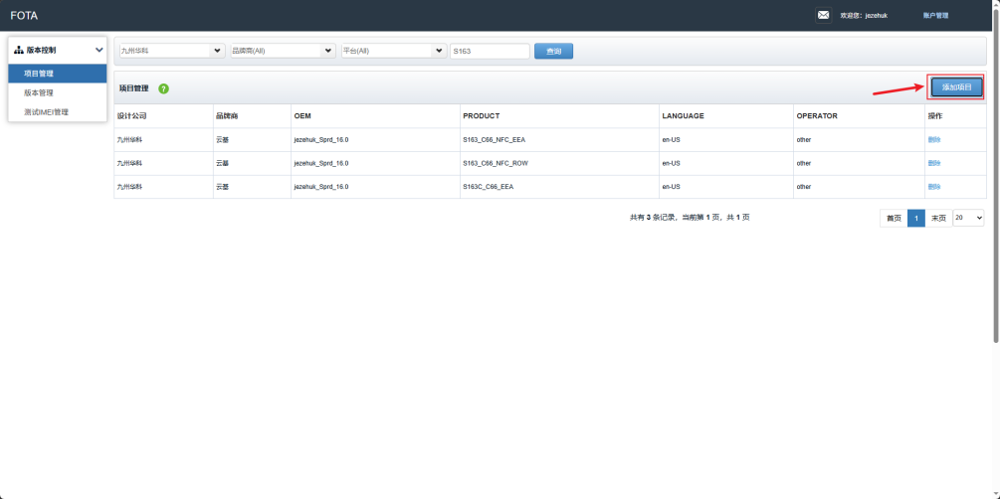 FOTA
欢迎您：jezehuk 账户管理
版本控制
项目管理
版本管理
测试IMEI管理
九州华科 品牌商(All) 平台(All) S163 查询
项目管理 ? 添加项目
设计公司 品牌商 OEM PRODUCT LANGUAGE OPERATOR 操作
九州华科 云基 jezehuk_Sprd_16.0 S163_C66_NFC_EEA en-US other 删除
九州华科 云基 jezehuk_Sprd_16.0 S163_C66_NFC_ROW en-US other 删除
九州华科 云基 jezehuk_Sprd_16.0 S163C_C66_EEA en-US other 删除
共有 3 条记录，当前第 1 页，共 1 页 首页 1 末页 20